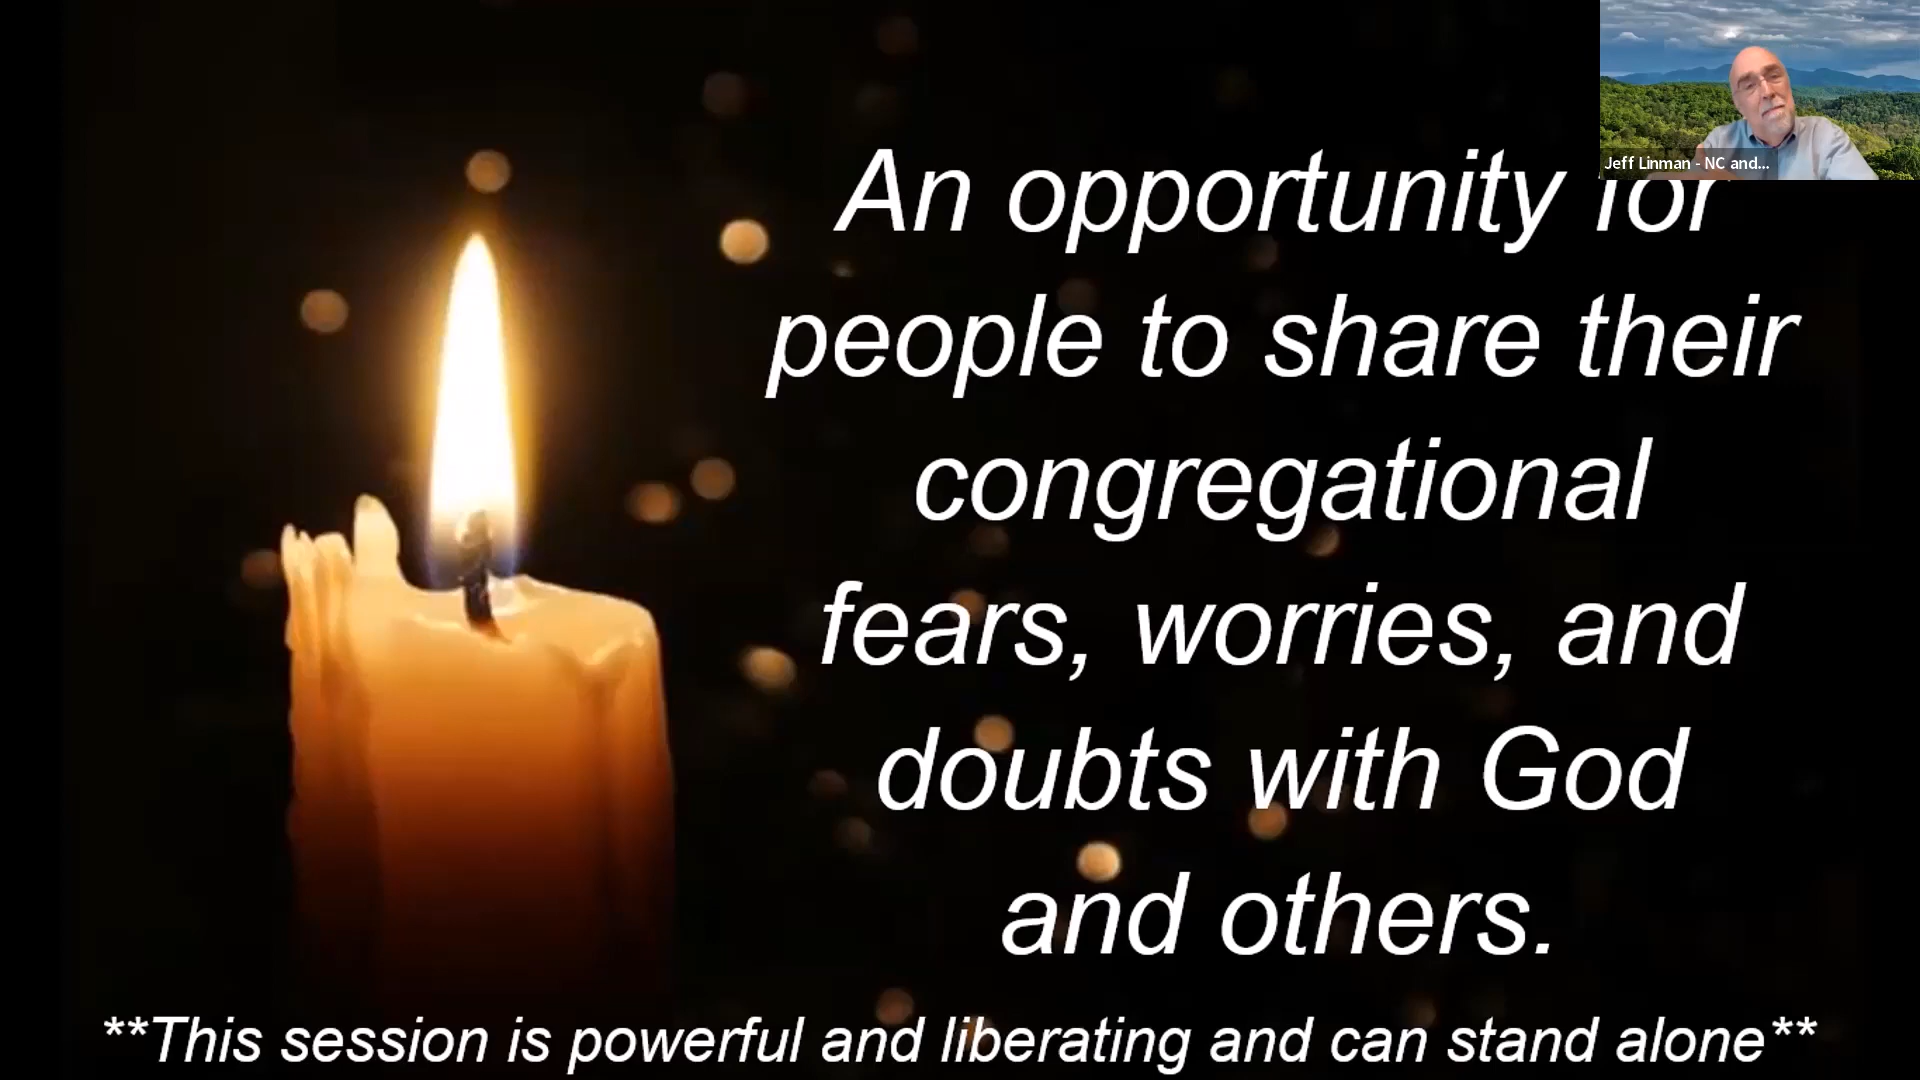 Jeff Linman - NC and...
An opportunity for
people to share their
congregational
fears, worries, and
doubts with God
and others.
**This session is powerful and liberating and can stand alone**